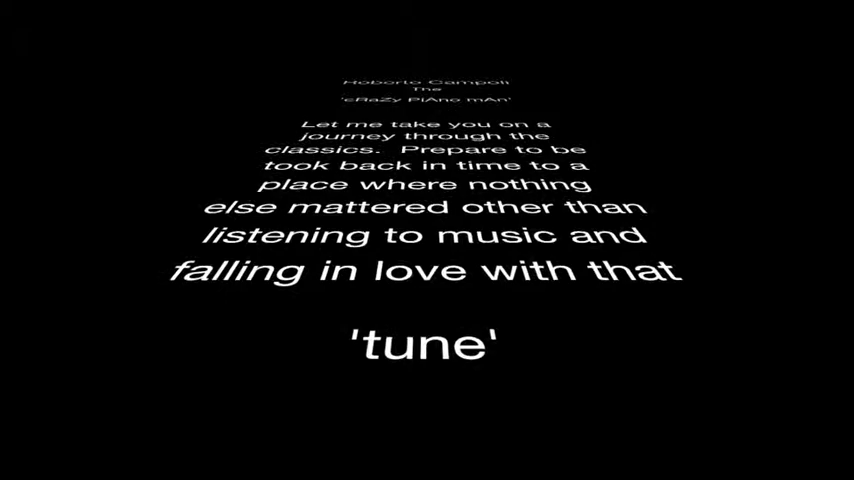 Roborto Campoli
The
'cRaZy PiAno mAn'
Let me take you on a
journey through the
classics. Prepare to be
took back in time to a
place where nothing
else mattered other than
listening to music and
falling in love with that
'tune'